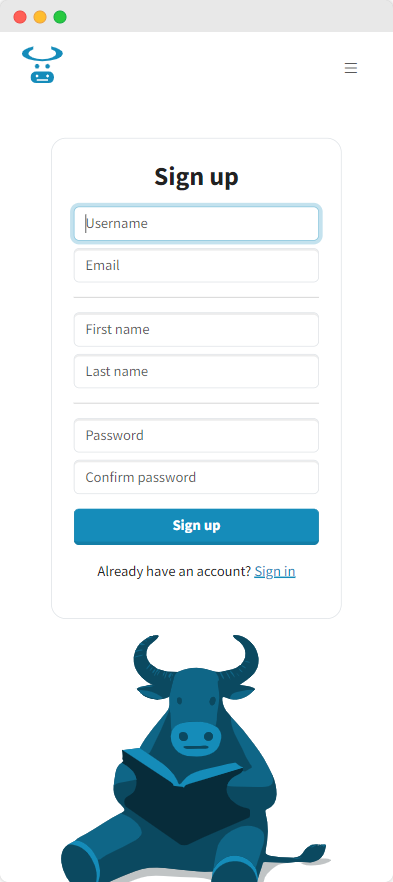 Sign up
Username
Email
First name
Last name
Password
Confirm password
Sign up
Already have an account? Sign in